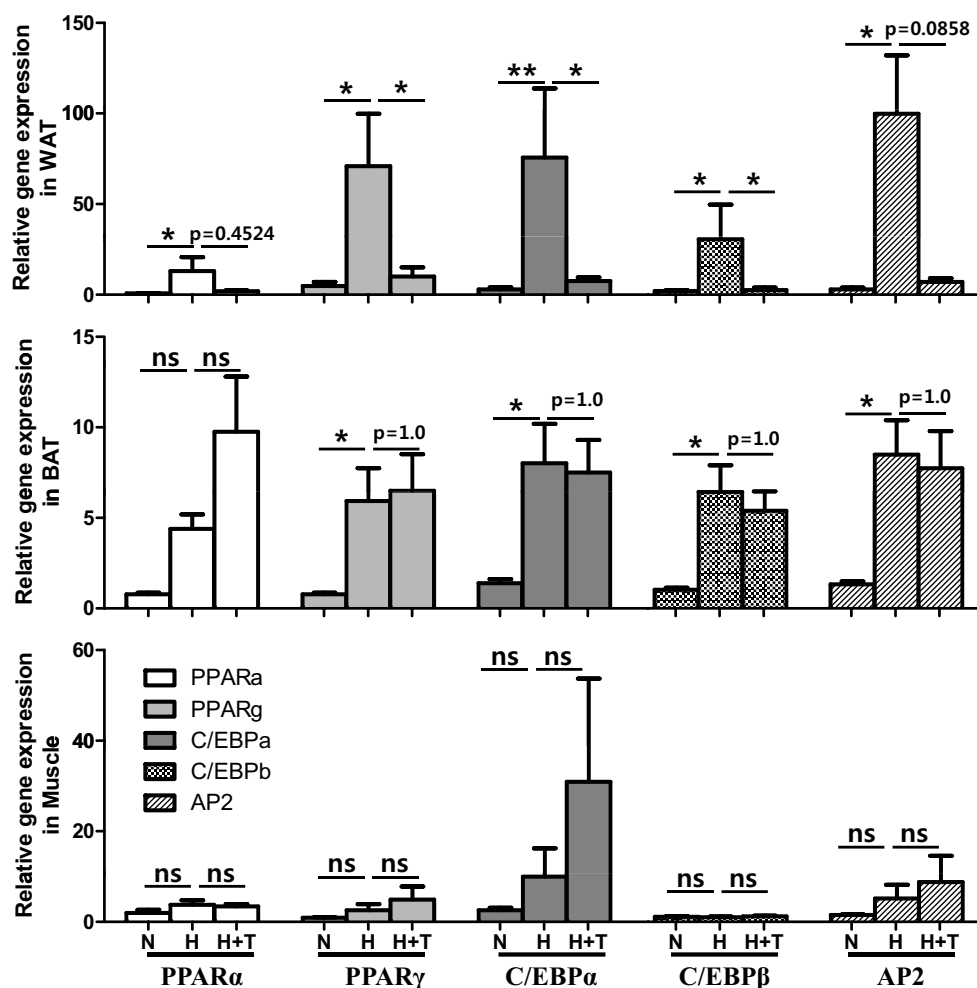 Relative gene expression
in WAT
150
100
50
0
* p=0.4524
* *
** *
* *
* p=0.0858
Relative gene expression
in BAT
15
10
5
0
ns ns
* p=1.0
* p=1.0
* p=1.0
* p=1.0
Relative gene expression
in Muscle
60
40
20
0
PPARa
PPARg
C/EBPa
C/EBPb
AP2
ns ns
ns ns
ns ns
ns ns
ns ns
N H H+T N H H+T N H H+T N H H+T N H H+T
PPARα PPARγ C/EBPα C/EBPβ AP2